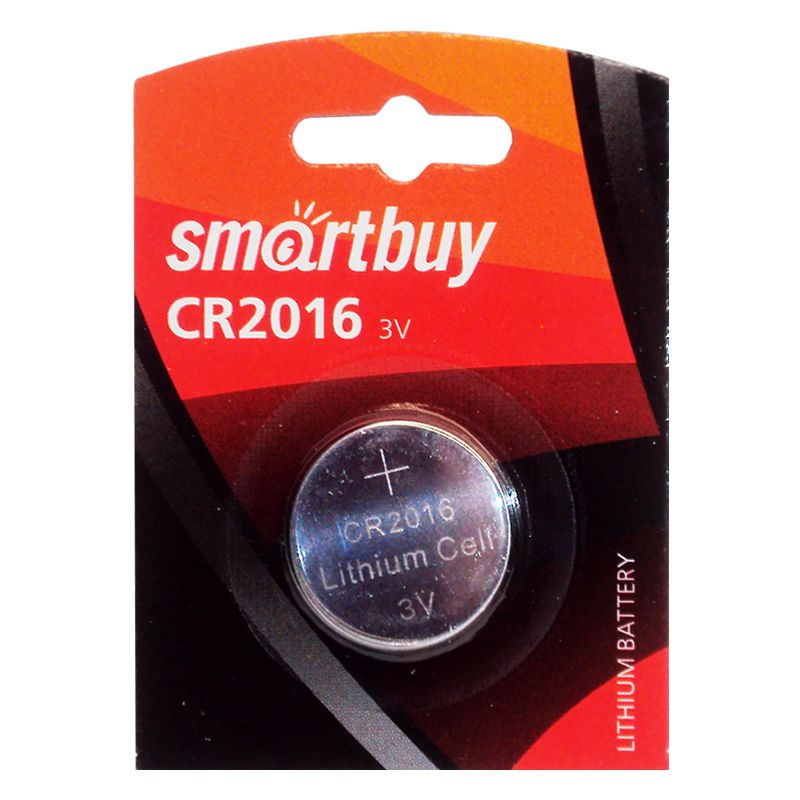 smartbuy
CR2016 3V
+
CR2016
Lithium Cell
3V
LITHIUM BATTERY